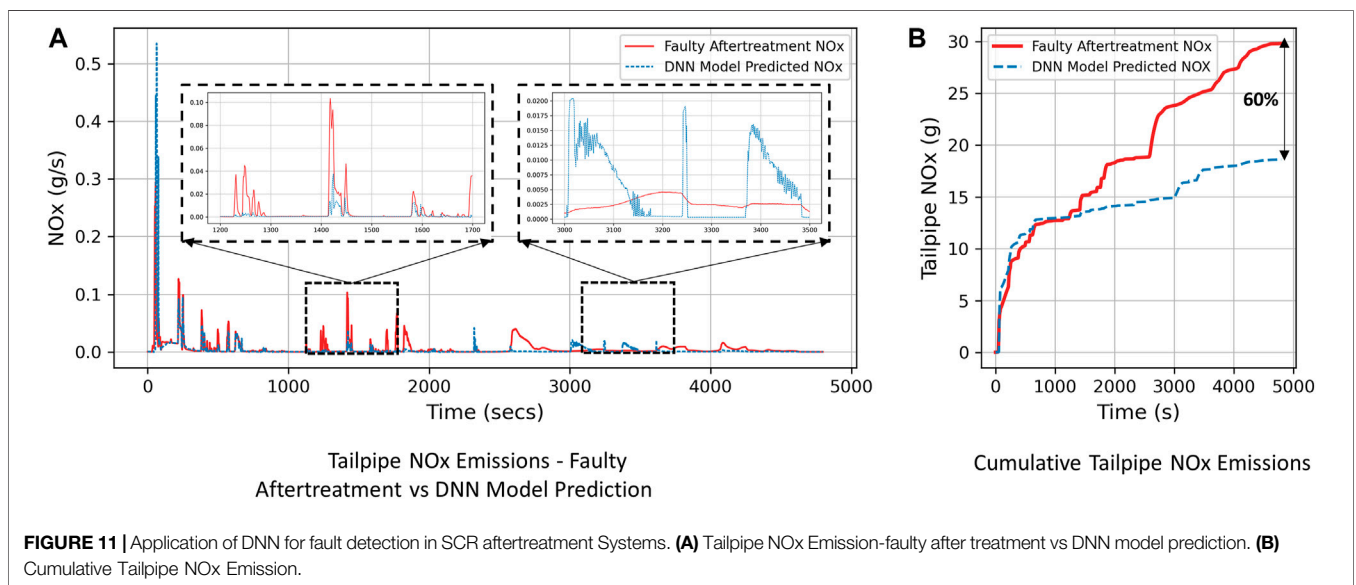 A
NOx (g/s)
0.5
0.4
0.3
0.2
0.1
0.0
Faulty Aftertreatment NOx
DNN Model Predicted NOx
0.10
0.08
0.06
0.04
0.02
0.00
1200 1300 1400 1500 1600 1700
0.0200
0.0175
0.0150
0.0125
0.0100
0.0075
0.0050
0.0025
0.0000
3000 3100 3200 3300 3400 3500
0 1000 2000 3000 4000 5000
Time (secs)
Tailpipe NOx Emissions - Faulty
Aftertreatment vs DNN Model Prediction
B
Tailpipe NOx (g)
30
25
20
15
10
5
0
Faulty Aftertreatment NOx
DNN Model Predicted NOX
60%
0 1000 2000 3000 4000 5000
Time (s)
Cumulative Tailpipe NOx Emissions
FIGURE 11 | Application of DNN for fault detection in SCR aftertreatment Systems. (A) Tailpipe NOx Emission-faulty after treatment vs DNN model prediction. (B)
Cumulative Tailpipe NOx Emission.